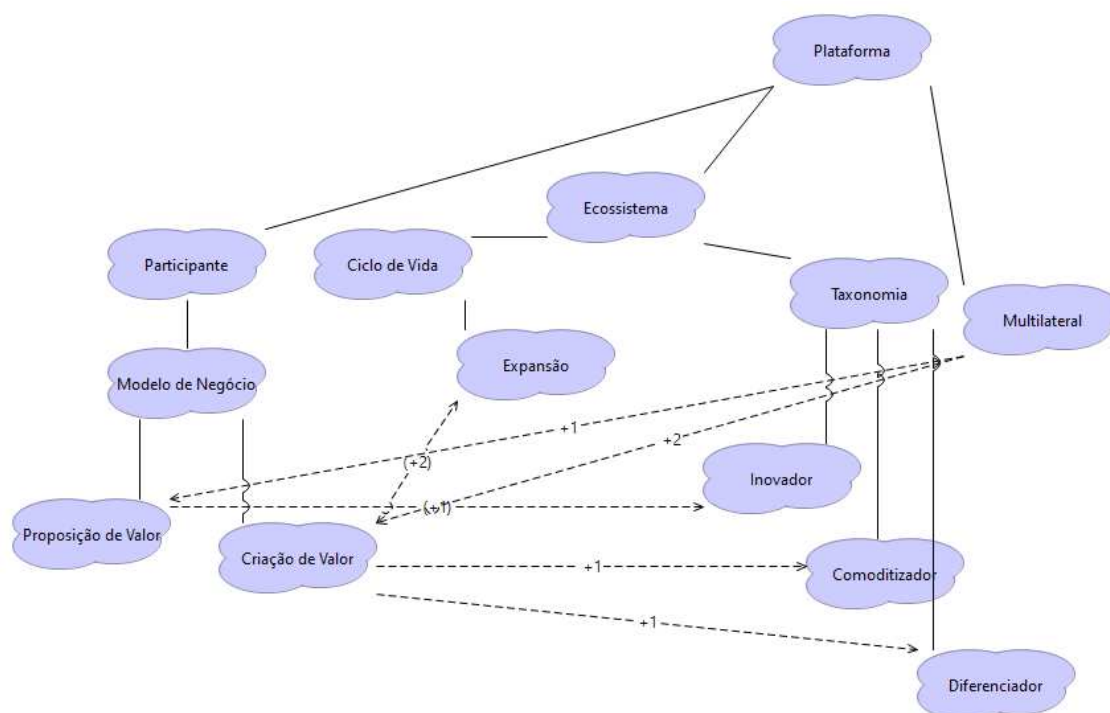 Plataforma
Ecossistema
Participante
Ciclo de Vida
Taxonomia
Multilateral
Expansão
Modelo de Negócio
+1
+2
(+2)
Inovador
(+1)
Proposição de Valor
Criação de Valor
+1
Comoditizador
+1
Diferenciador